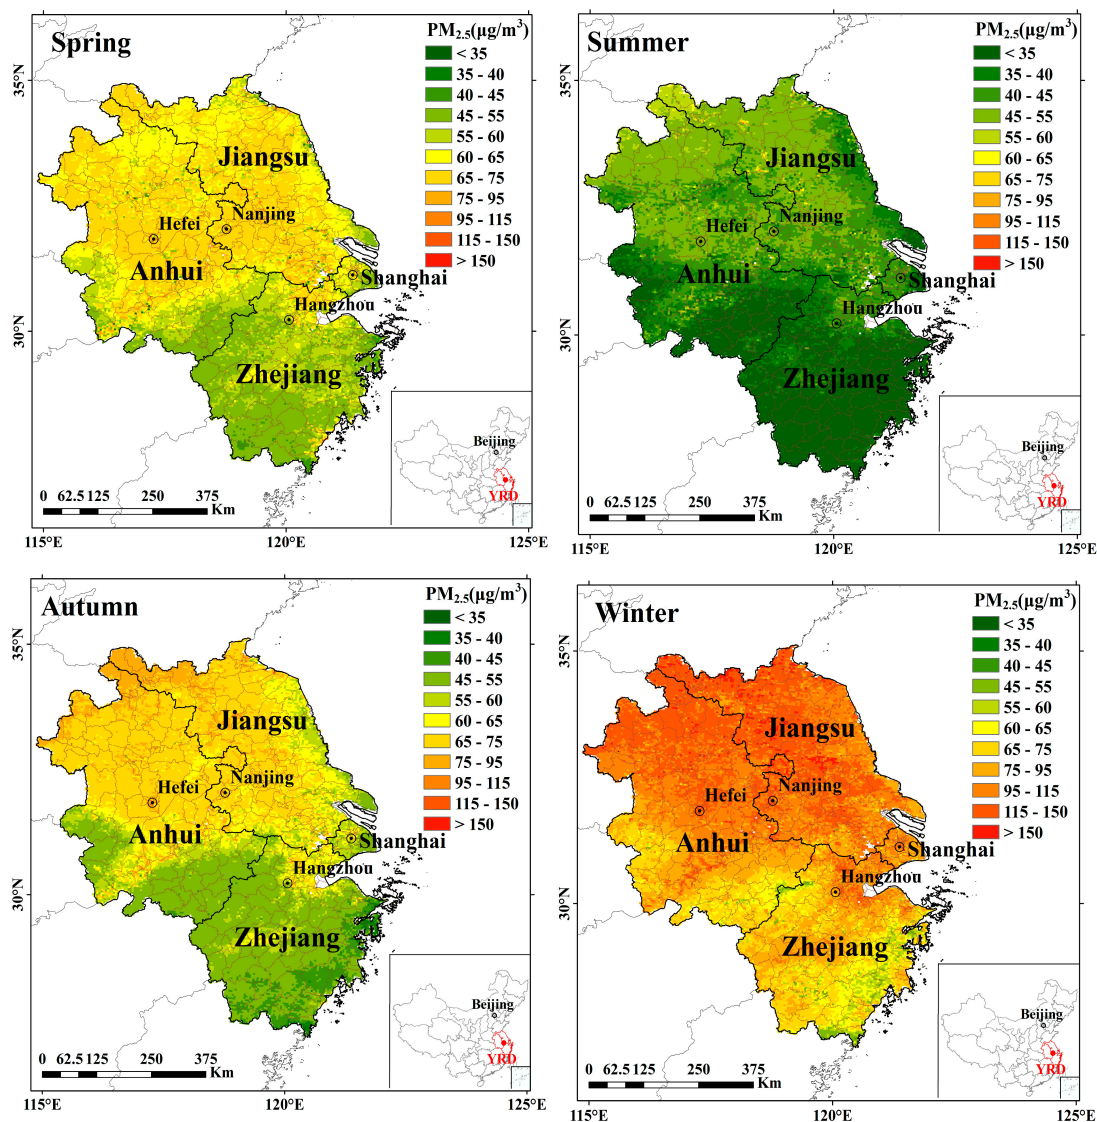 Spring
PM2.5(μg/m³)
< 35
35 - 40
40 - 45
45 - 55
55 - 60
60 - 65
65 - 75
75 - 95
95 - 115
115 - 150
> 150
35°N
30°N
Jiangsu
Nanjing
Hefei
Anhui
Shanghai
Hangzhou
Zhejiang
Beijing
YRD
0 62.5 125 250 375
Km
115°E 120°E 125°E
Summer
PM2.5(μg/m³)
< 35
35 - 40
40 - 45
45 - 55
55 - 60
60 - 65
65 - 75
75 - 95
95 - 115
115 - 150
> 150
35°N
30°N
Jiangsu
Nanjing
Hefei
Anhui
Shanghai
Hangzhou
Zhejiang
Beijing
YRD
0 62.5 125 250 375
Km
115°E 120°E 125°E
Autumn
PM2.5(μg/m³)
< 35
35 - 40
40 - 45
45 - 55
55 - 60
60 - 65
65 - 75
75 - 95
95 - 115
115 - 150
> 150
35°N
30°N
Jiangsu
Nanjing
Hefei
Anhui
Shanghai
Hangzhou
Zhejiang
Beijing
YRD
0 62.5 125 250 375
Km
115°E 120°E 125°E
Winter
PM2.5(μg/m³)
< 35
35 - 40
40 - 45
45 - 55
55 - 60
60 - 65
65 - 75
75 - 95
95 - 115
115 - 150
> 150
35°N
30°N
Jiangsu
Nanjing
Hefei
Anhui
Shanghai
Hangzhou
Zhejiang
Beijing
YRD
0 62.5 125 250 375
Km
115°E 120°E 125°E